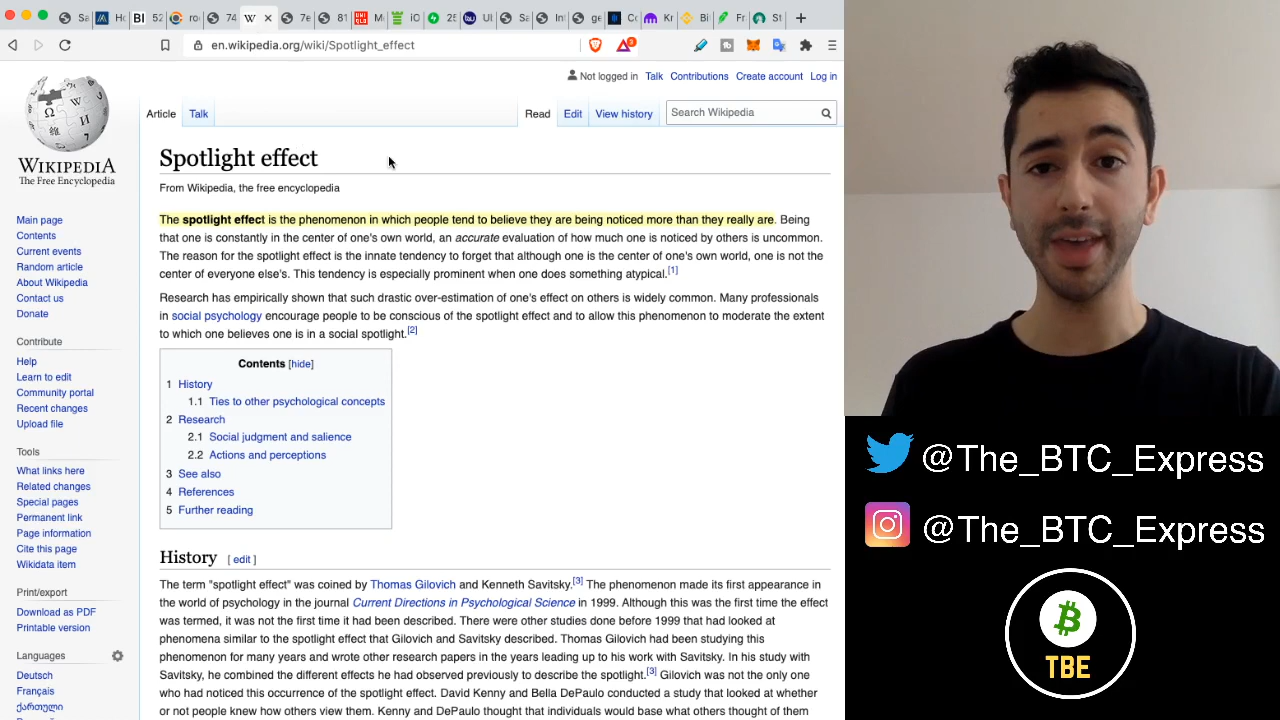 Sa
Ho
BI
52
ro
74
W
7e
81
M
iO
25
UI
Sa
In
ge
C
Kr
Bi
Fr
St
en.wikipedia.org/wiki/Spotlight_effect
Not logged in Talk Contributions Create account Log in
Article Talk Read Edit View history Search Wikipedia
WIKIPEDIA
The Free Encyclopedia
Main page
Contents
Current events
Random article
About Wikipedia
Contact us
Donate
Contribute
Help
Learn to edit
Community portal
Recent changes
Upload file
Tools
What links here
Related changes
Special pages
Permanent link
Page information
Cite this page
Wikidata item
Print/export
Download as PDF
Printable version
Languages
Deutsch
Français
ქართული
Spotlight effect
From Wikipedia, the free encyclopedia
The spotlight effect is the phenomenon in which people tend to believe they are being noticed more than they really are. Being
that one is constantly in the center of one's own world, an accurate evaluation of how much one is noticed by others is uncommon.
The reason for the spotlight effect is the innate tendency to forget that although one is the center of one's own world, one is not the
center of everyone else's. This tendency is especially prominent when one does something atypical.[1]
Research has empirically shown that such drastic over-estimation of one's effect on others is widely common. Many professionals
in social psychology encourage people to be conscious of the spotlight effect and to allow this phenomenon to moderate the extent
to which one believes one is in a social spotlight.[2]
Contents [hide]
1 History
1.1 Ties to other psychological concepts
2 Research
2.1 Social judgment and salience
2.2 Actions and perceptions
3 See also
4 References
5 Further reading
History [ edit ]
The term "spotlight effect" was coined by Thomas Gilovich and Kenneth Savitsky.[3] The phenomenon made its first appearance
in the world of psychology in the journal Current Directions in Psychological Science in 1999. Although this was the first time the effect
was termed, it was not the first time it had been described. There were other studies done before 1999 that had looked at
phenomena similar to the spotlight effect that Gilovich and Savitsky described. Thomas Gilovich had been studying this
phenomenon for many years and wrote other research papers in the years leading up to his work with Savitsky. In his study with
Savitsky, he combined the different effects he had observed previously to describe the spotlight.[3] Gilovich was not the only one
who had noticed this occurrence of the spotlight effect. David Kenny and Bella DePaulo conducted a study that looked at whether
or not people knew how others view them. Kenny and DePaulo thought that individuals would base what others thought of them
@The_BTC_Express
@The_BTC_Express
TBE